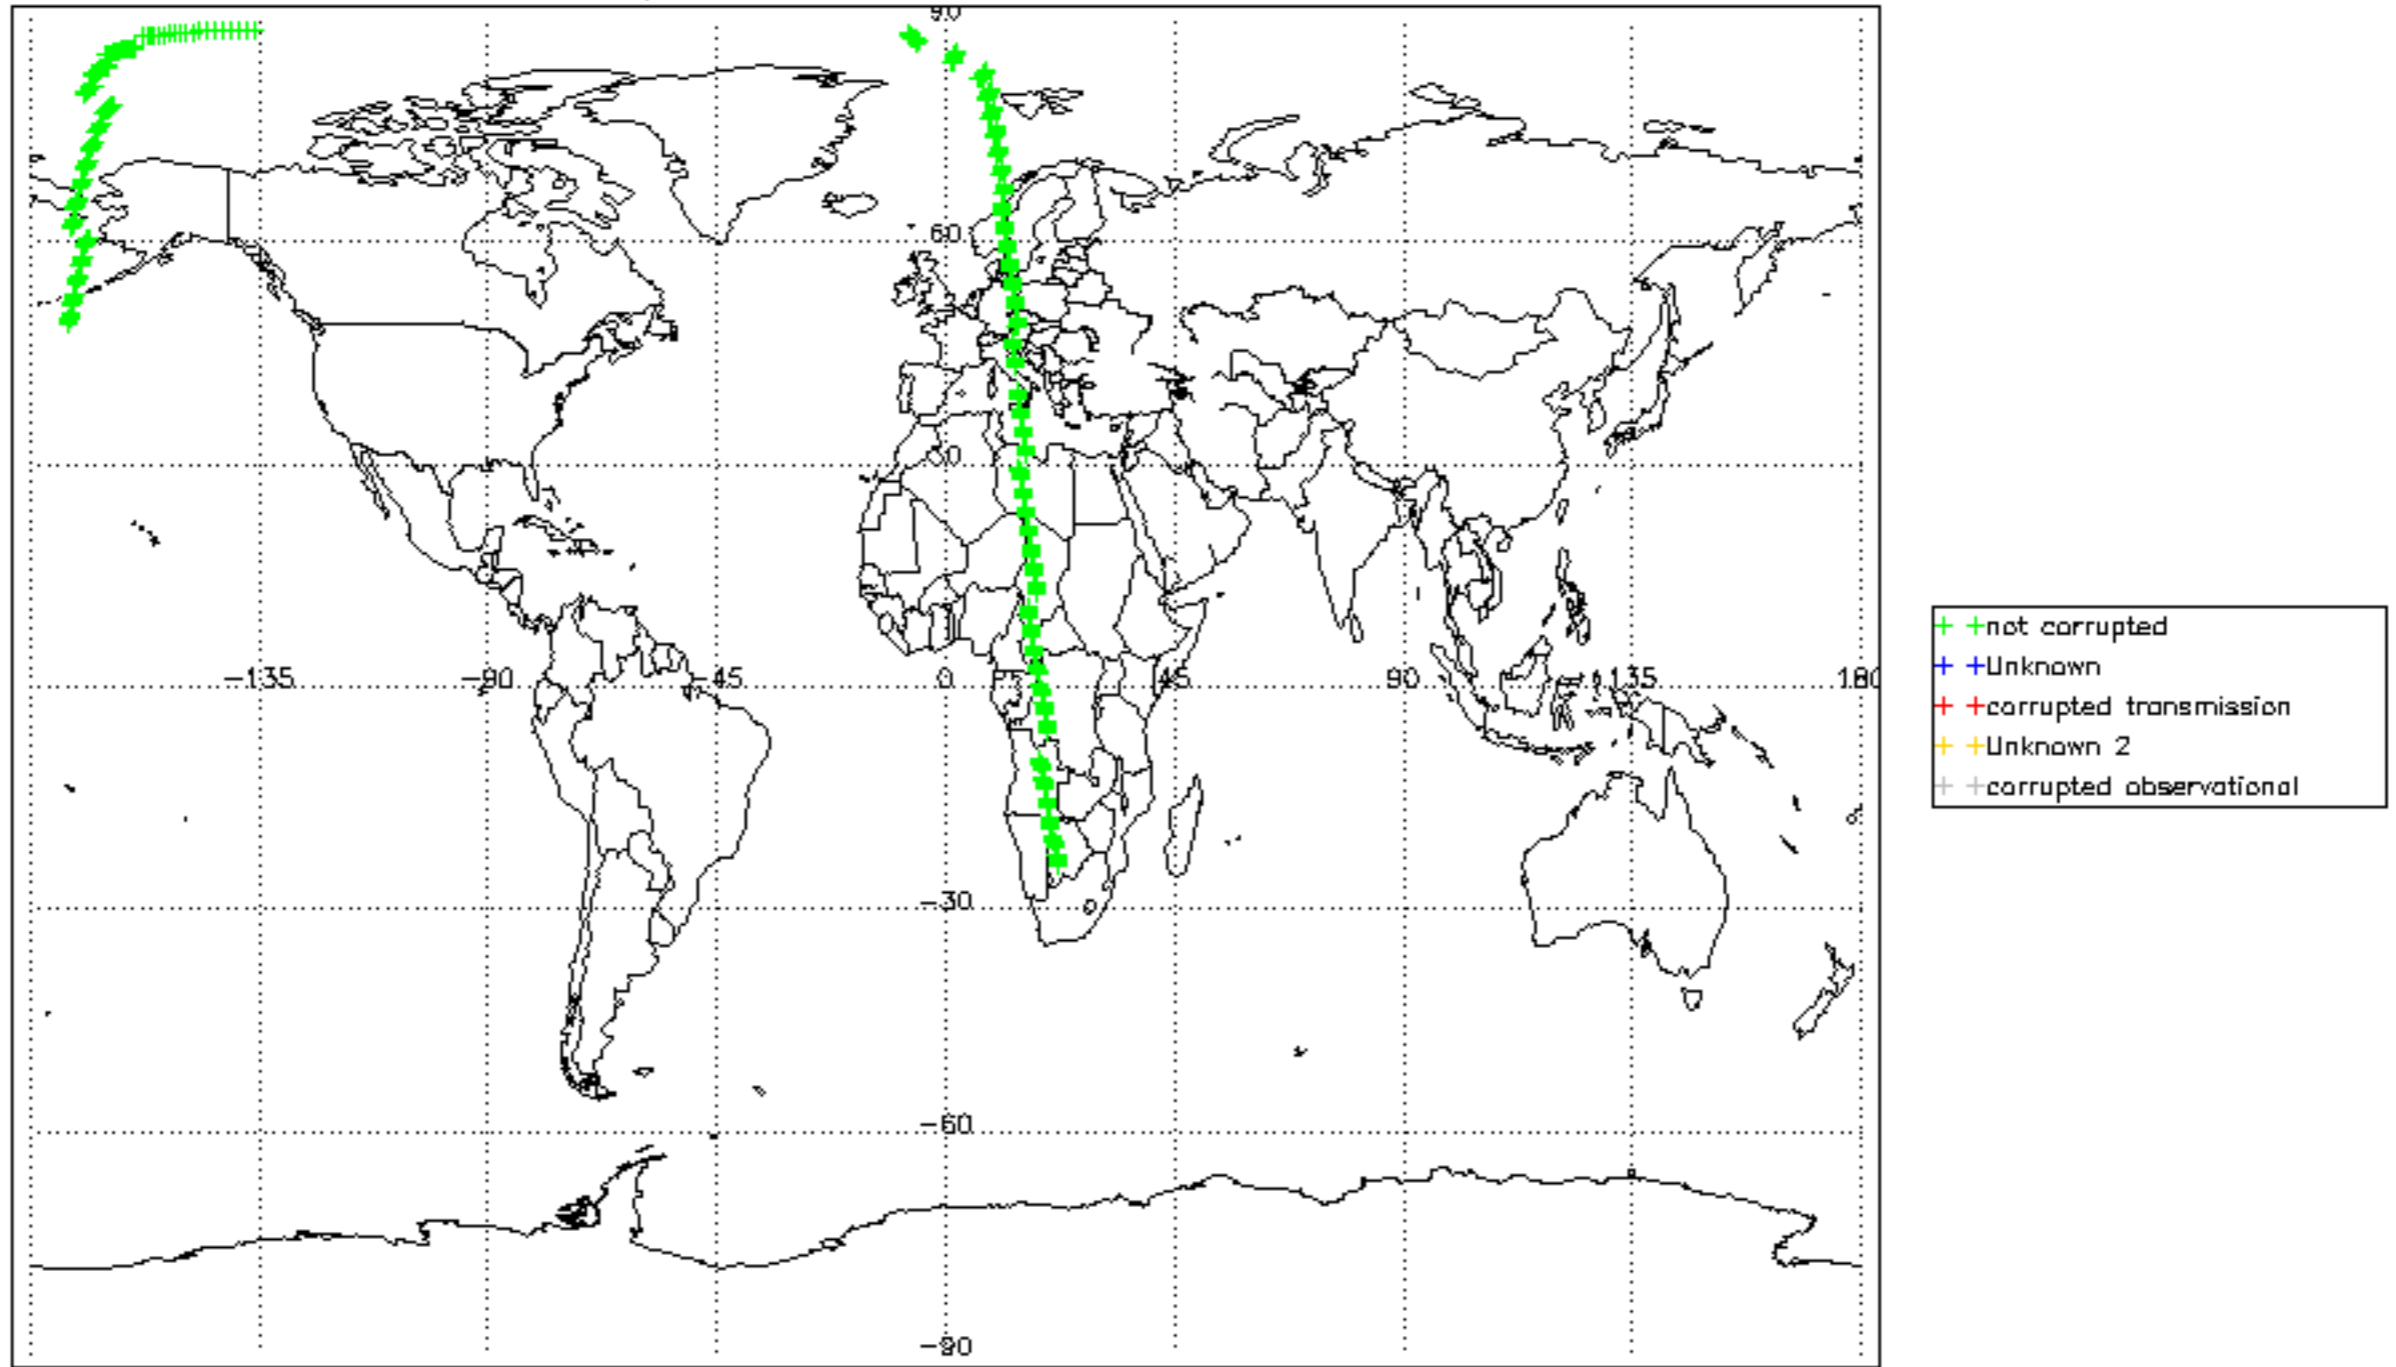 90
60
30
-135 -90 -45 0 45 90 135 180
-30
-60
-90
+ +not corrupted
+ +Unknown
+ +corrupted transmission
+ +Unknown 2
+ +corrupted observational